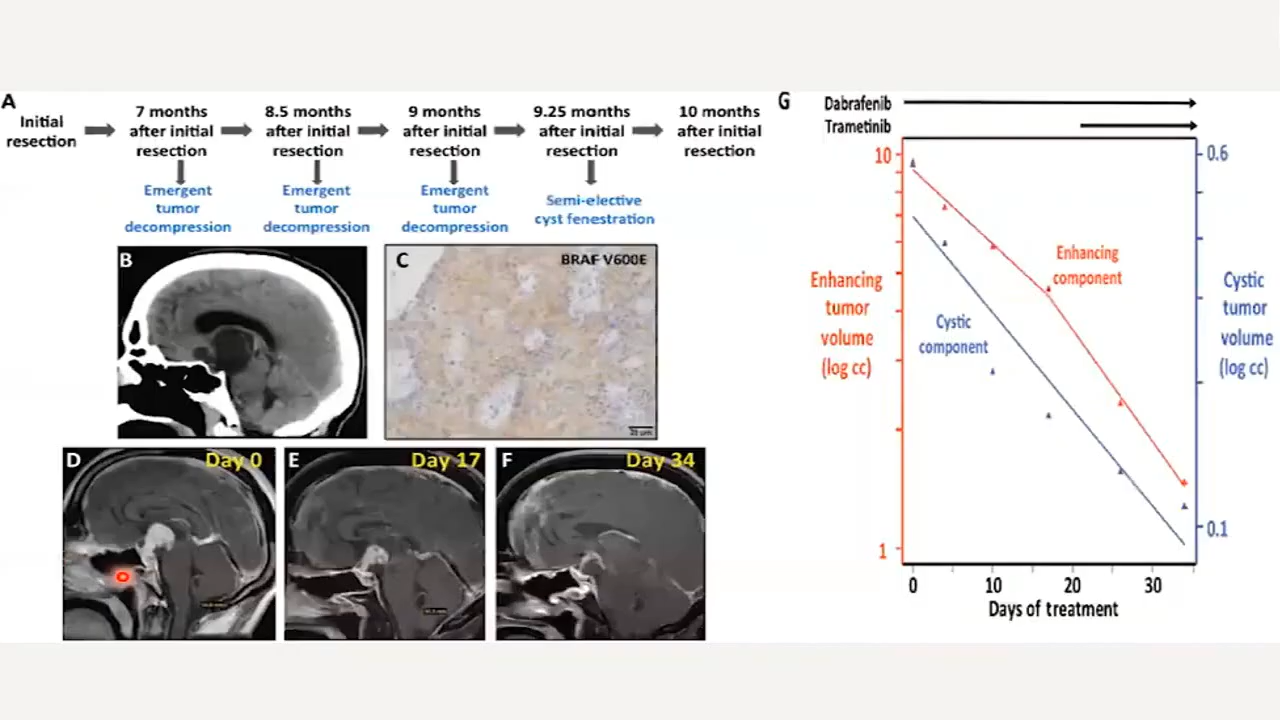 A
Initial
resection
7 months
after initial
resection
8.5 months
after initial
resection
9 months
after initial
resection
9.25 months
after initial
resection
10 months
after initial
resection
Emergent
tumor
decompression
Emergent
tumor
decompression
Emergent
tumor
decompression
Semi-elective
cyst fenestration
B
C
BRAF V600E
D
Day 0
E
Day 17
F
Day 34
G
Dabrafenib
Trametinib
10
1
Enhancing
tumor
volume
(log cc)
Enhancing
component
Cystic
component
0.6
0.1
Cystic
tumor
volume
(log cc)
0
10
20
30
Days of treatment